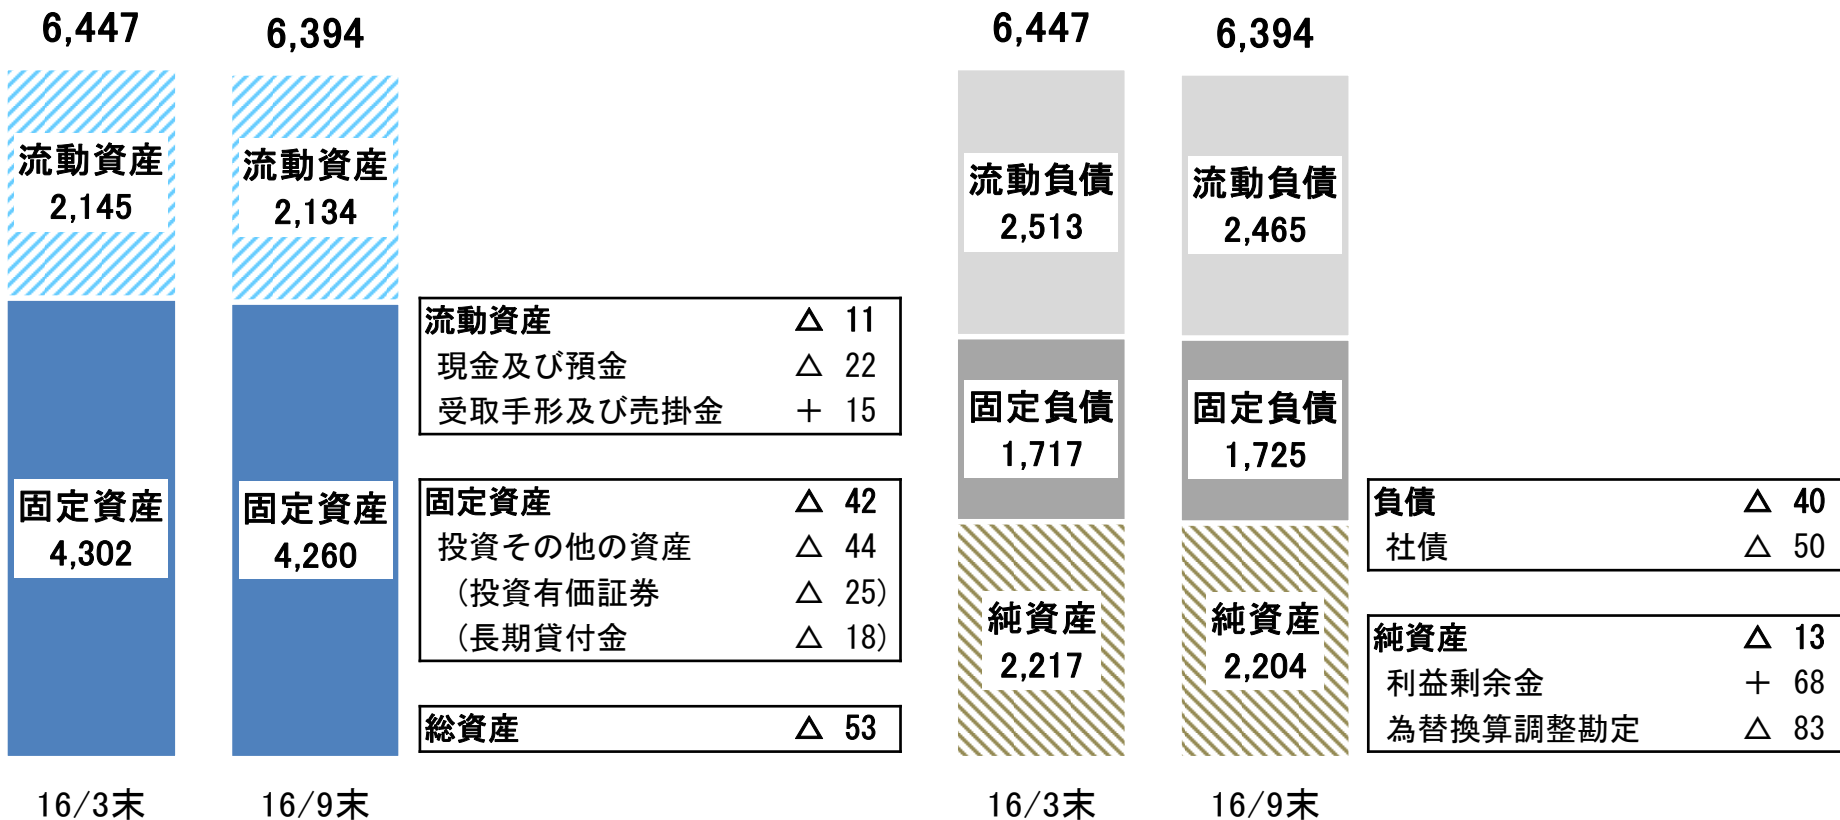 6,447
6,394
流動資産
2,145
流動資産
2,134
固定資産
4,302
固定資産
4,260
16/3末
16/9末
流動資産 △ 11
現金及び預金 △ 22
受取手形及び売掛金 ＋ 15
固定資産 △ 42
投資その他の資産 △ 44
（投資有価証券 △ 25）
（長期貸付金 △ 18）
総資産 △ 53
6,447
6,394
流動負債
2,513
流動負債
2,465
固定負債
1,717
固定負債
1,725
純資産
2,217
純資産
2,204
16/3末
16/9末
負債 △ 40
社債 △ 50
純資産 △ 13
利益剰余金 ＋ 68
為替換算調整勘定 △ 83